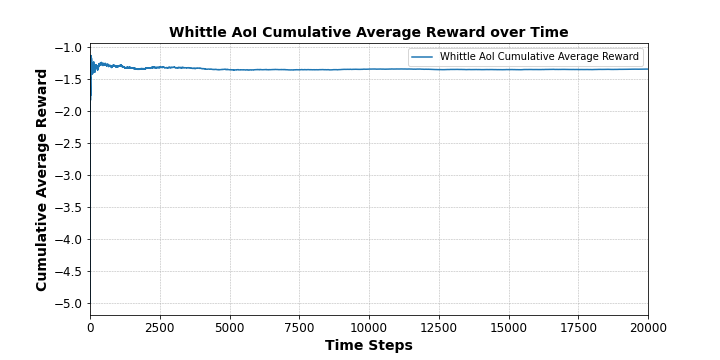 Whittle AoI Cumulative Average Reward over Time
Whittle AoI Cumulative Average Reward
Cumulative Average Reward
−1.0
−1.5
−2.0
−2.5
−3.0
−3.5
−4.0
−4.5
−5.0
0 2500 5000 7500 10000 12500 15000 17500 20000
Time Steps